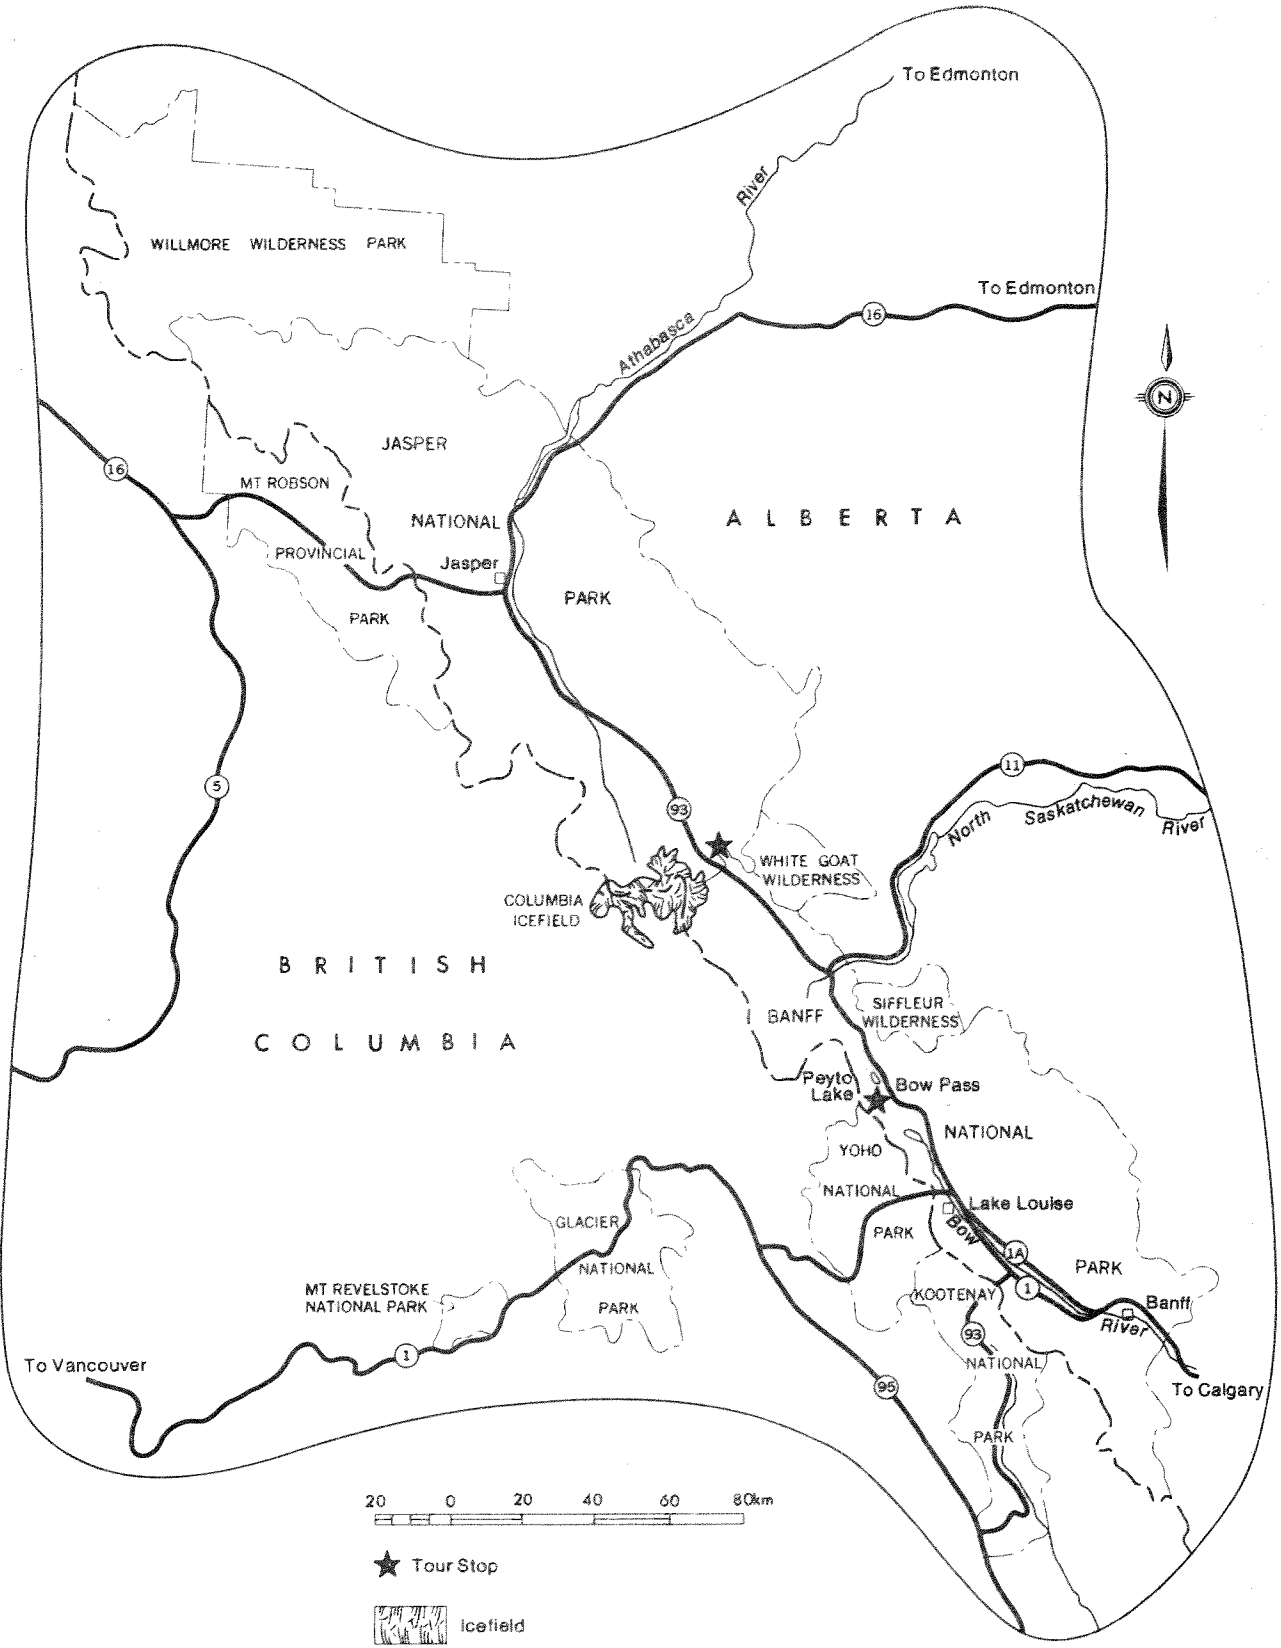 To Edmonton
River
WILLMORE WILDERNESS PARK
To Edmonton
16
Athabasca
N
JASPER
16
MT ROBSON
NATIONAL
ALBERTA
PROVINCIAL
Jasper
PARK
PARK
11
5
93
North Saskatchewan River
WHITE GOAT
WILDERNESS
COLUMBIA
ICEFIELD
BRITISH
COLUMBIA
BANFF
SIFFLEUR
WILDERNESS
Peyto
Lake
Bow Pass
NATIONAL
YOHO
NATIONAL
Lake Louise
GLACIER
PARK
Bow
1A
NATIONAL
PARK
MT REVELSTOKE
NATIONAL PARK
KOOTENAY
1
Banff
PARK
River
93
1
To Vancouver
NATIONAL
95
To Calgary
PARK
20 0 20 40 60 80km
Tour Stop
Icefield